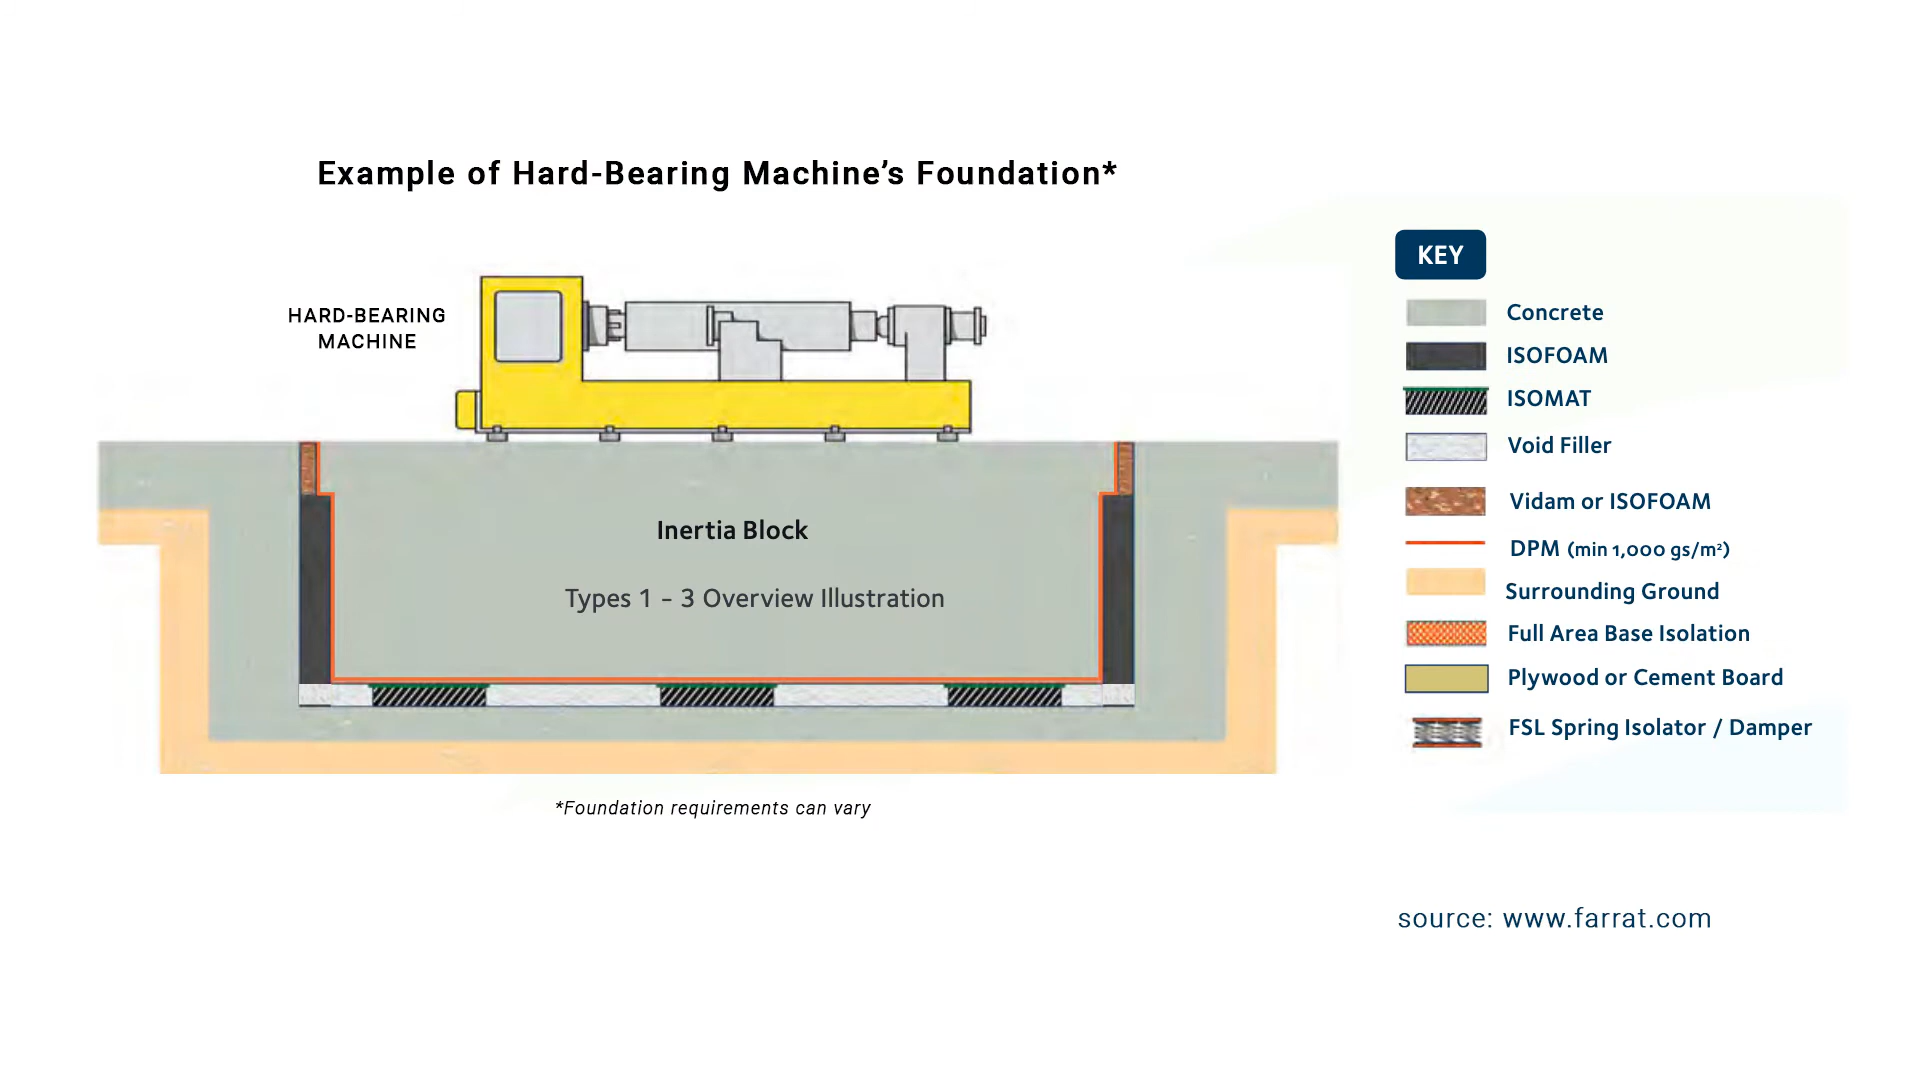 Example of Hard-Bearing Machine’s Foundation*
HARD-BEARING
MACHINE
Inertia Block
Types 1 – 3 Overview Illustration
*Foundation requirements can vary
KEY
Concrete
ISOFOAM
ISOMAT
Void Filler
Vidam or ISOFOAM
DPM (min 1,000 gs/m²)
Surrounding Ground
Full Area Base Isolation
Plywood or Cement Board
FSL Spring Isolator / Damper
source: www.farrat.com